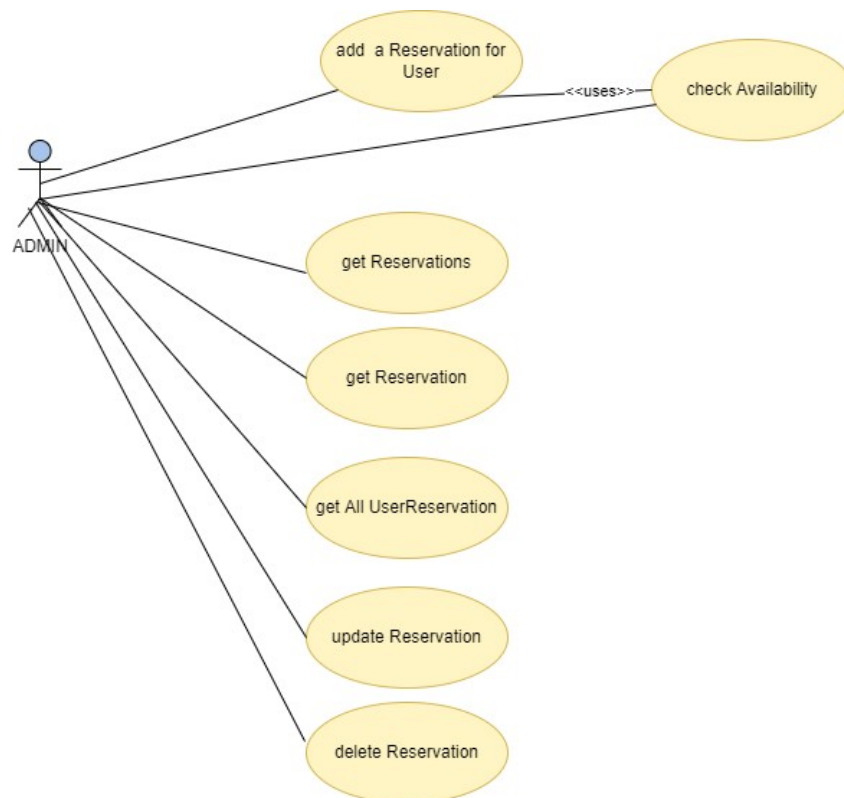 add a Reservation for
User
<<uses>>
check Availability
ADMIN
get Reservations
get Reservation
get All UserReservation
update Reservation
delete Reservation